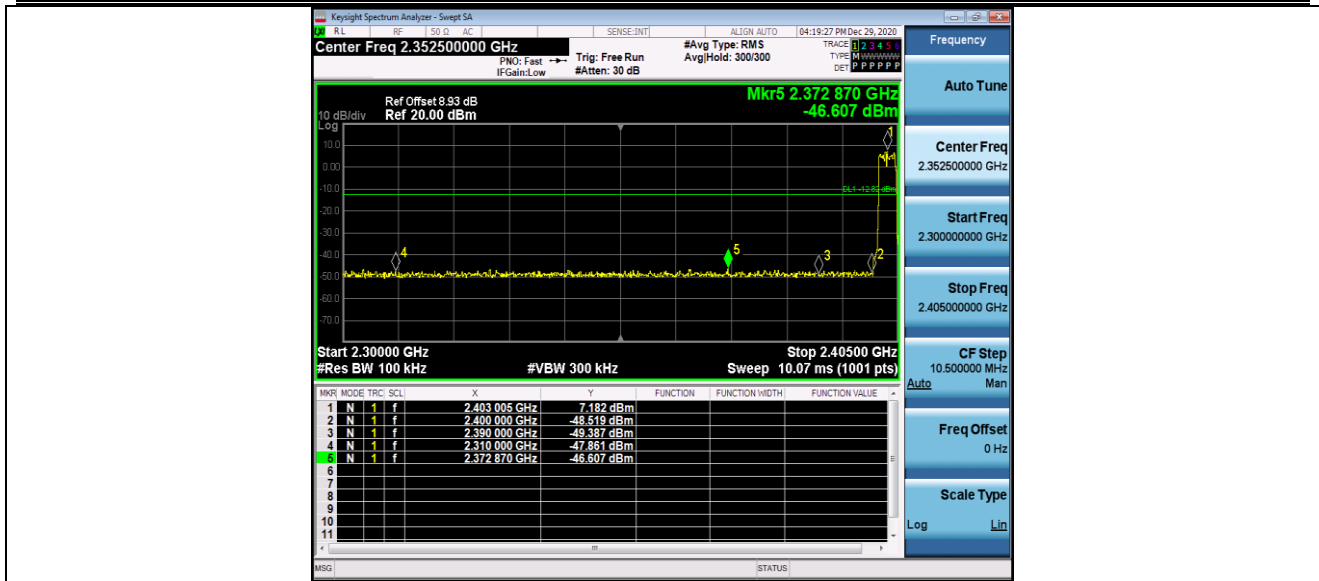 Keysight Spectrum Analyzer - Swept SA
RL RF 50 Ω AC SENSE:INT ALIGN AUTO 04:19:27 PM Dec 29, 2020
Center Freq 2.352500000 GHz
PNO: Fast
IFGain:Low
Trig: Free Run
#Atten: 30 dB
#Avg Type: RMS
Avg|Hold: 300/300
TRACE 1 2 3 4 5 6
TYPE M WWWWW
DET P P P P P P
Mkr5 2.372 870 GHz
-46.607 dBm
Ref Offset 8.93 dB
10 dB/div Ref 20.00 dBm
Log
10.0
0.00
-10.0
-20.0
-30.0
-40.0
-50.0
-60.0
-70.0
1
DL1 -12.82 dBm
4
5
3
2
Start 2.30000 GHz Stop 2.40500 GHz
#Res BW 100 kHz #VBW 300 kHz Sweep 10.07 ms (1001 pts)
MKR MODE TRC SCL X Y FUNCTION FUNCTION WIDTH FUNCTION VALUE
1 N 1 f 2.403 005 GHz 7.182 dBm
2 N 1 f 2.400 000 GHz -48.519 dBm
3 N 1 f 2.390 000 GHz -49.387 dBm
4 N 1 f 2.310 000 GHz -47.861 dBm
5 N 1 f 2.372 870 GHz -46.607 dBm
6
7
8
9
10
11
MSG STATUS
Frequency
Auto Tune
Center Freq
2.352500000 GHz
Start Freq
2.300000000 GHz
Stop Freq
2.405000000 GHz
CF Step
10.500000 MHz
Auto Man
Freq Offset
0 Hz
Scale Type
Log Lin